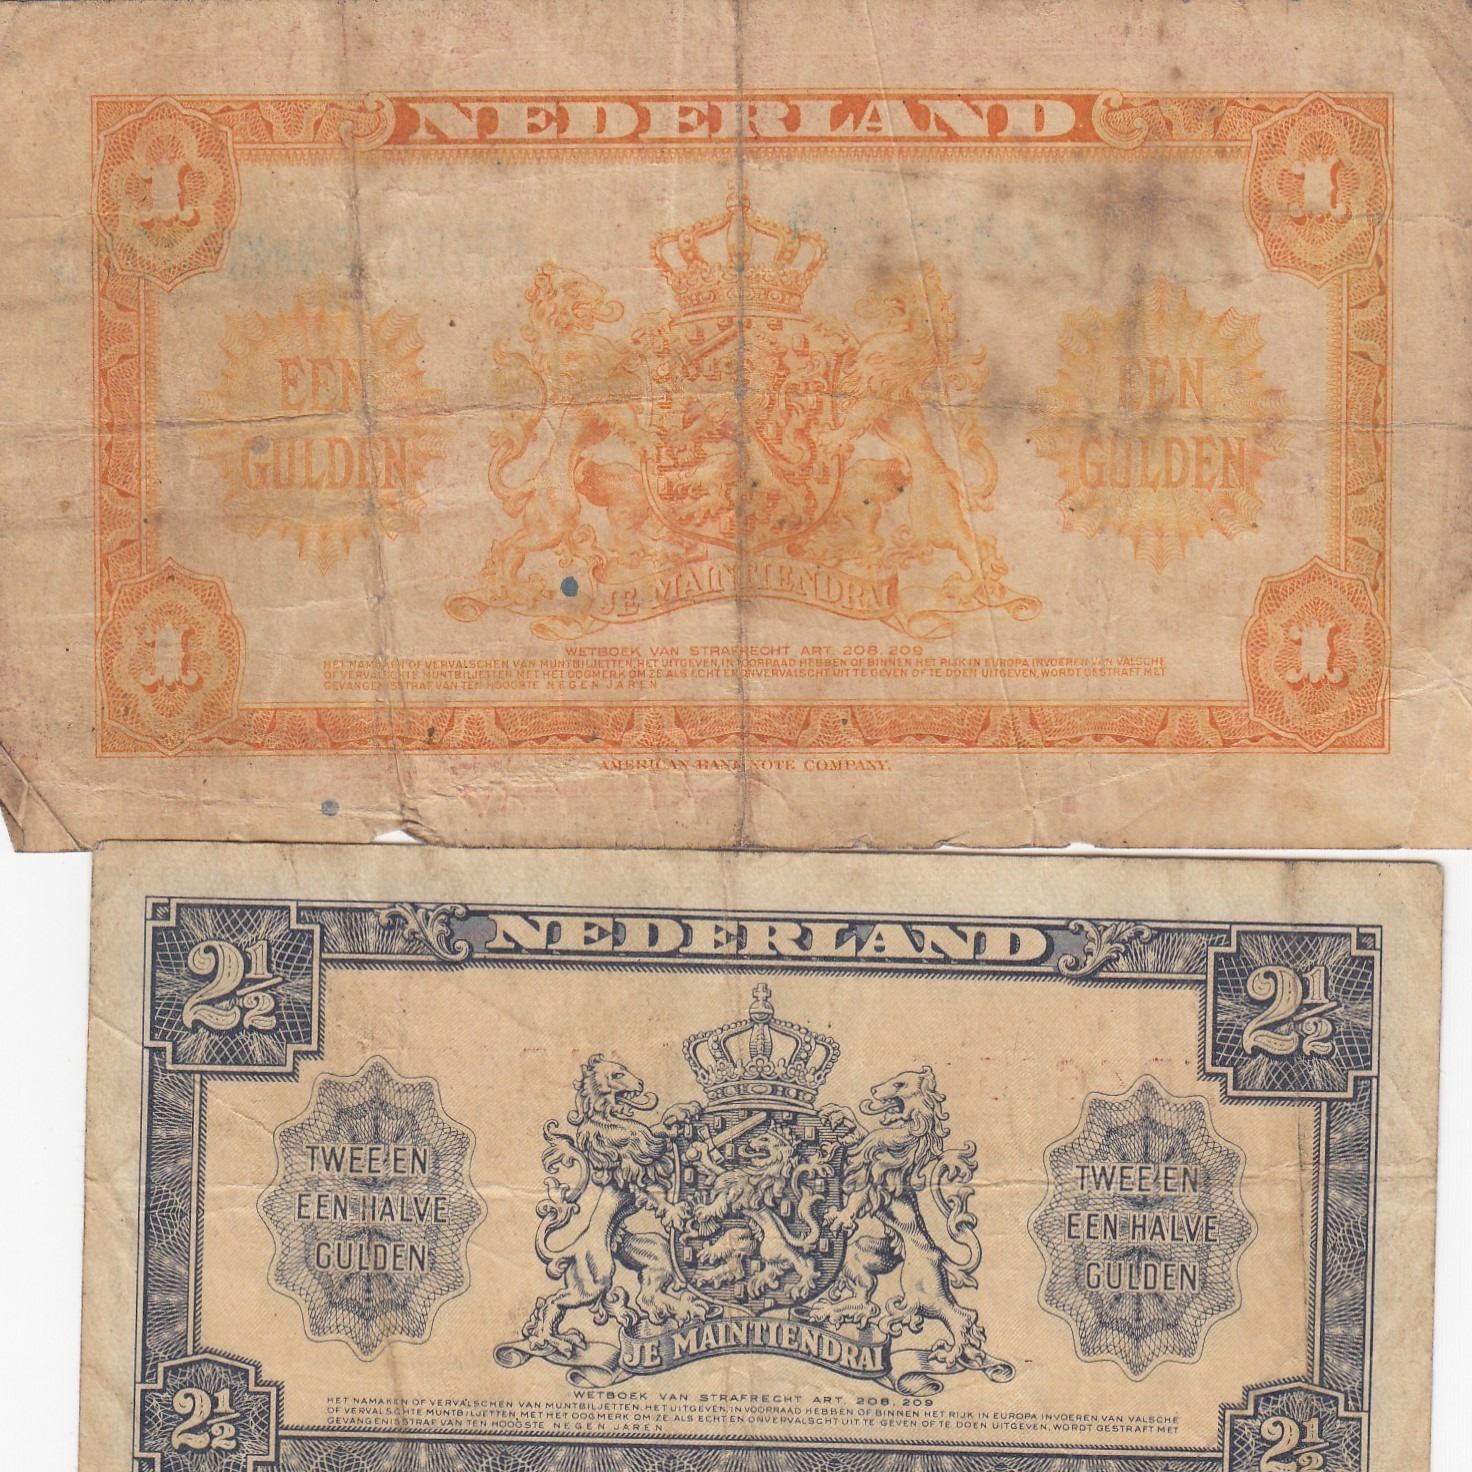 NEDERLAND
1 1
EEN EEN
GULDEN GULDEN
JE MAINTIENDRAI
1 1
WETBOEK VAN STRAFRECHT ART. 208. 209
HET NAMAKEN OF VERVALSCHEN VAN MUNTBILJETTEN, HET UITGEVEN, IN VOORRAAD HEBBEN OF BINNEN HET RIJK IN EUROPA INVOEREN VAN VALSCHE
OF VERVALSCHTE MUNTBILJETTEN MET HET OOGMERK OM ZE ALS ECHT EN ONVERVALSCHT UIT TE GEVEN OF TE DOEN UITGEVEN, WORDT GESTRAFT MET
GEVANGENISSTRAF VAN TEN HOOGSTE NEGEN JAREN
AMERICAN BANK NOTE COMPANY.
NEDERLAND
2½ 2½
TWEE EN TWEE EN
EEN HALVE EEN HALVE
GULDEN GULDEN
JE MAINTIENDRAI
WETBOEK VAN STRAFRECHT ART. 208. 209
HET NAMAKEN OF VERVALSCHEN VAN MUNTBILJETTEN, HET UITGEVEN, IN VOORRAAD HEBBEN OF BINNEN HET RIJK IN EUROPA INVOEREN VAN VALSCHE
OF VERVALSCHTE MUNTBILJETTEN MET HET OOGMERK OM ZE ALS ECHT EN ONVERVALSCHT UIT TE GEVEN OF TE DOEN UITGEVEN, WORDT GESTRAFT MET
GEVANGENISSTRAF VAN TEN HOOGSTE NEGEN JAREN
2½ 2½